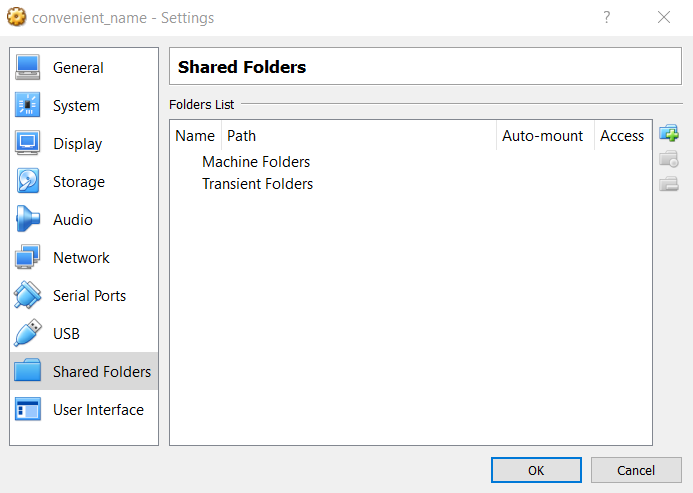 convenient_name - Settings
?
General
System
Display
Storage
Audio
Network
Serial Ports
USB
Shared Folders
User Interface
Shared Folders
Folders List
Name Path Auto-mount Access
Machine Folders
Transient Folders
OK Cancel